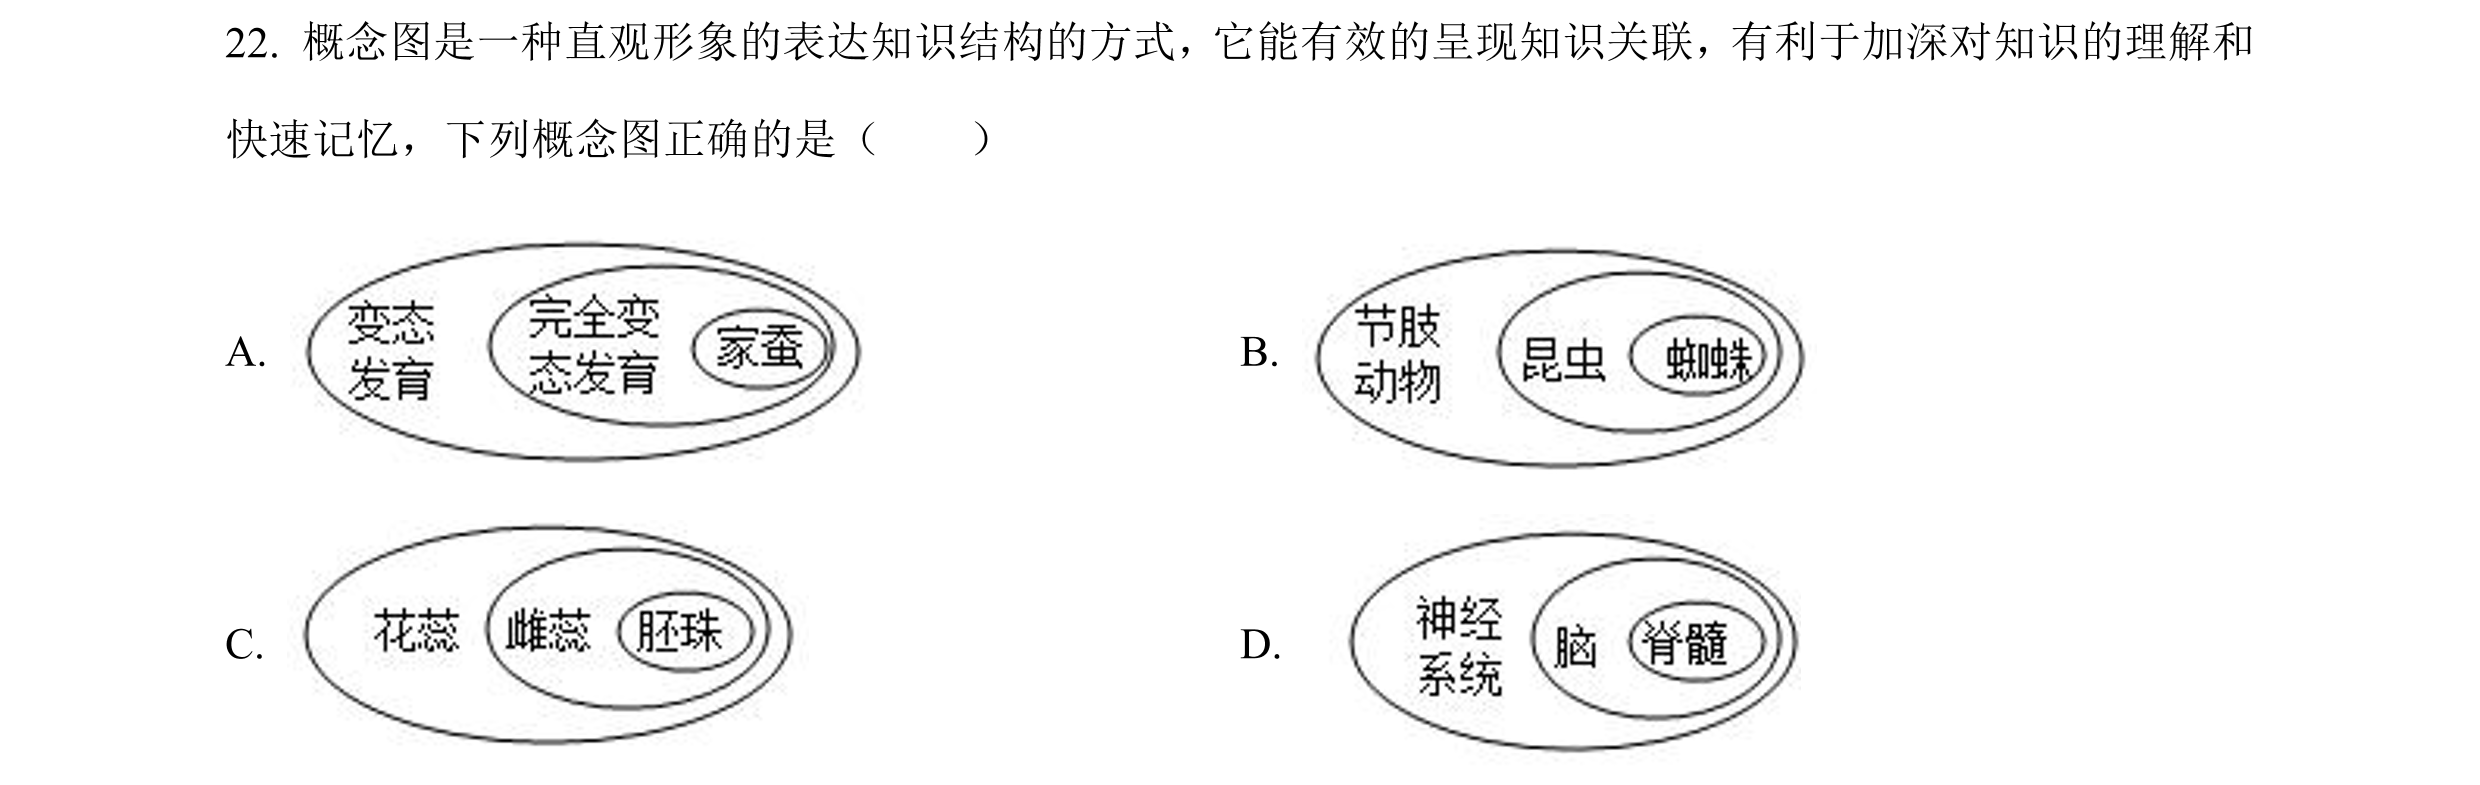 22. 概念图是一种直观形象的表达知识结构的方式，它能有效的呈现知识关联，有利于加深对知识的理解和
快速记忆，下列概念图正确的是（　　）
A. 变态发育 完全变态发育 家蚕
B. 节肢动物 昆虫 蜘蛛
C. 花蕊 雌蕊 胚珠
D. 神经系统 脑 脊髓